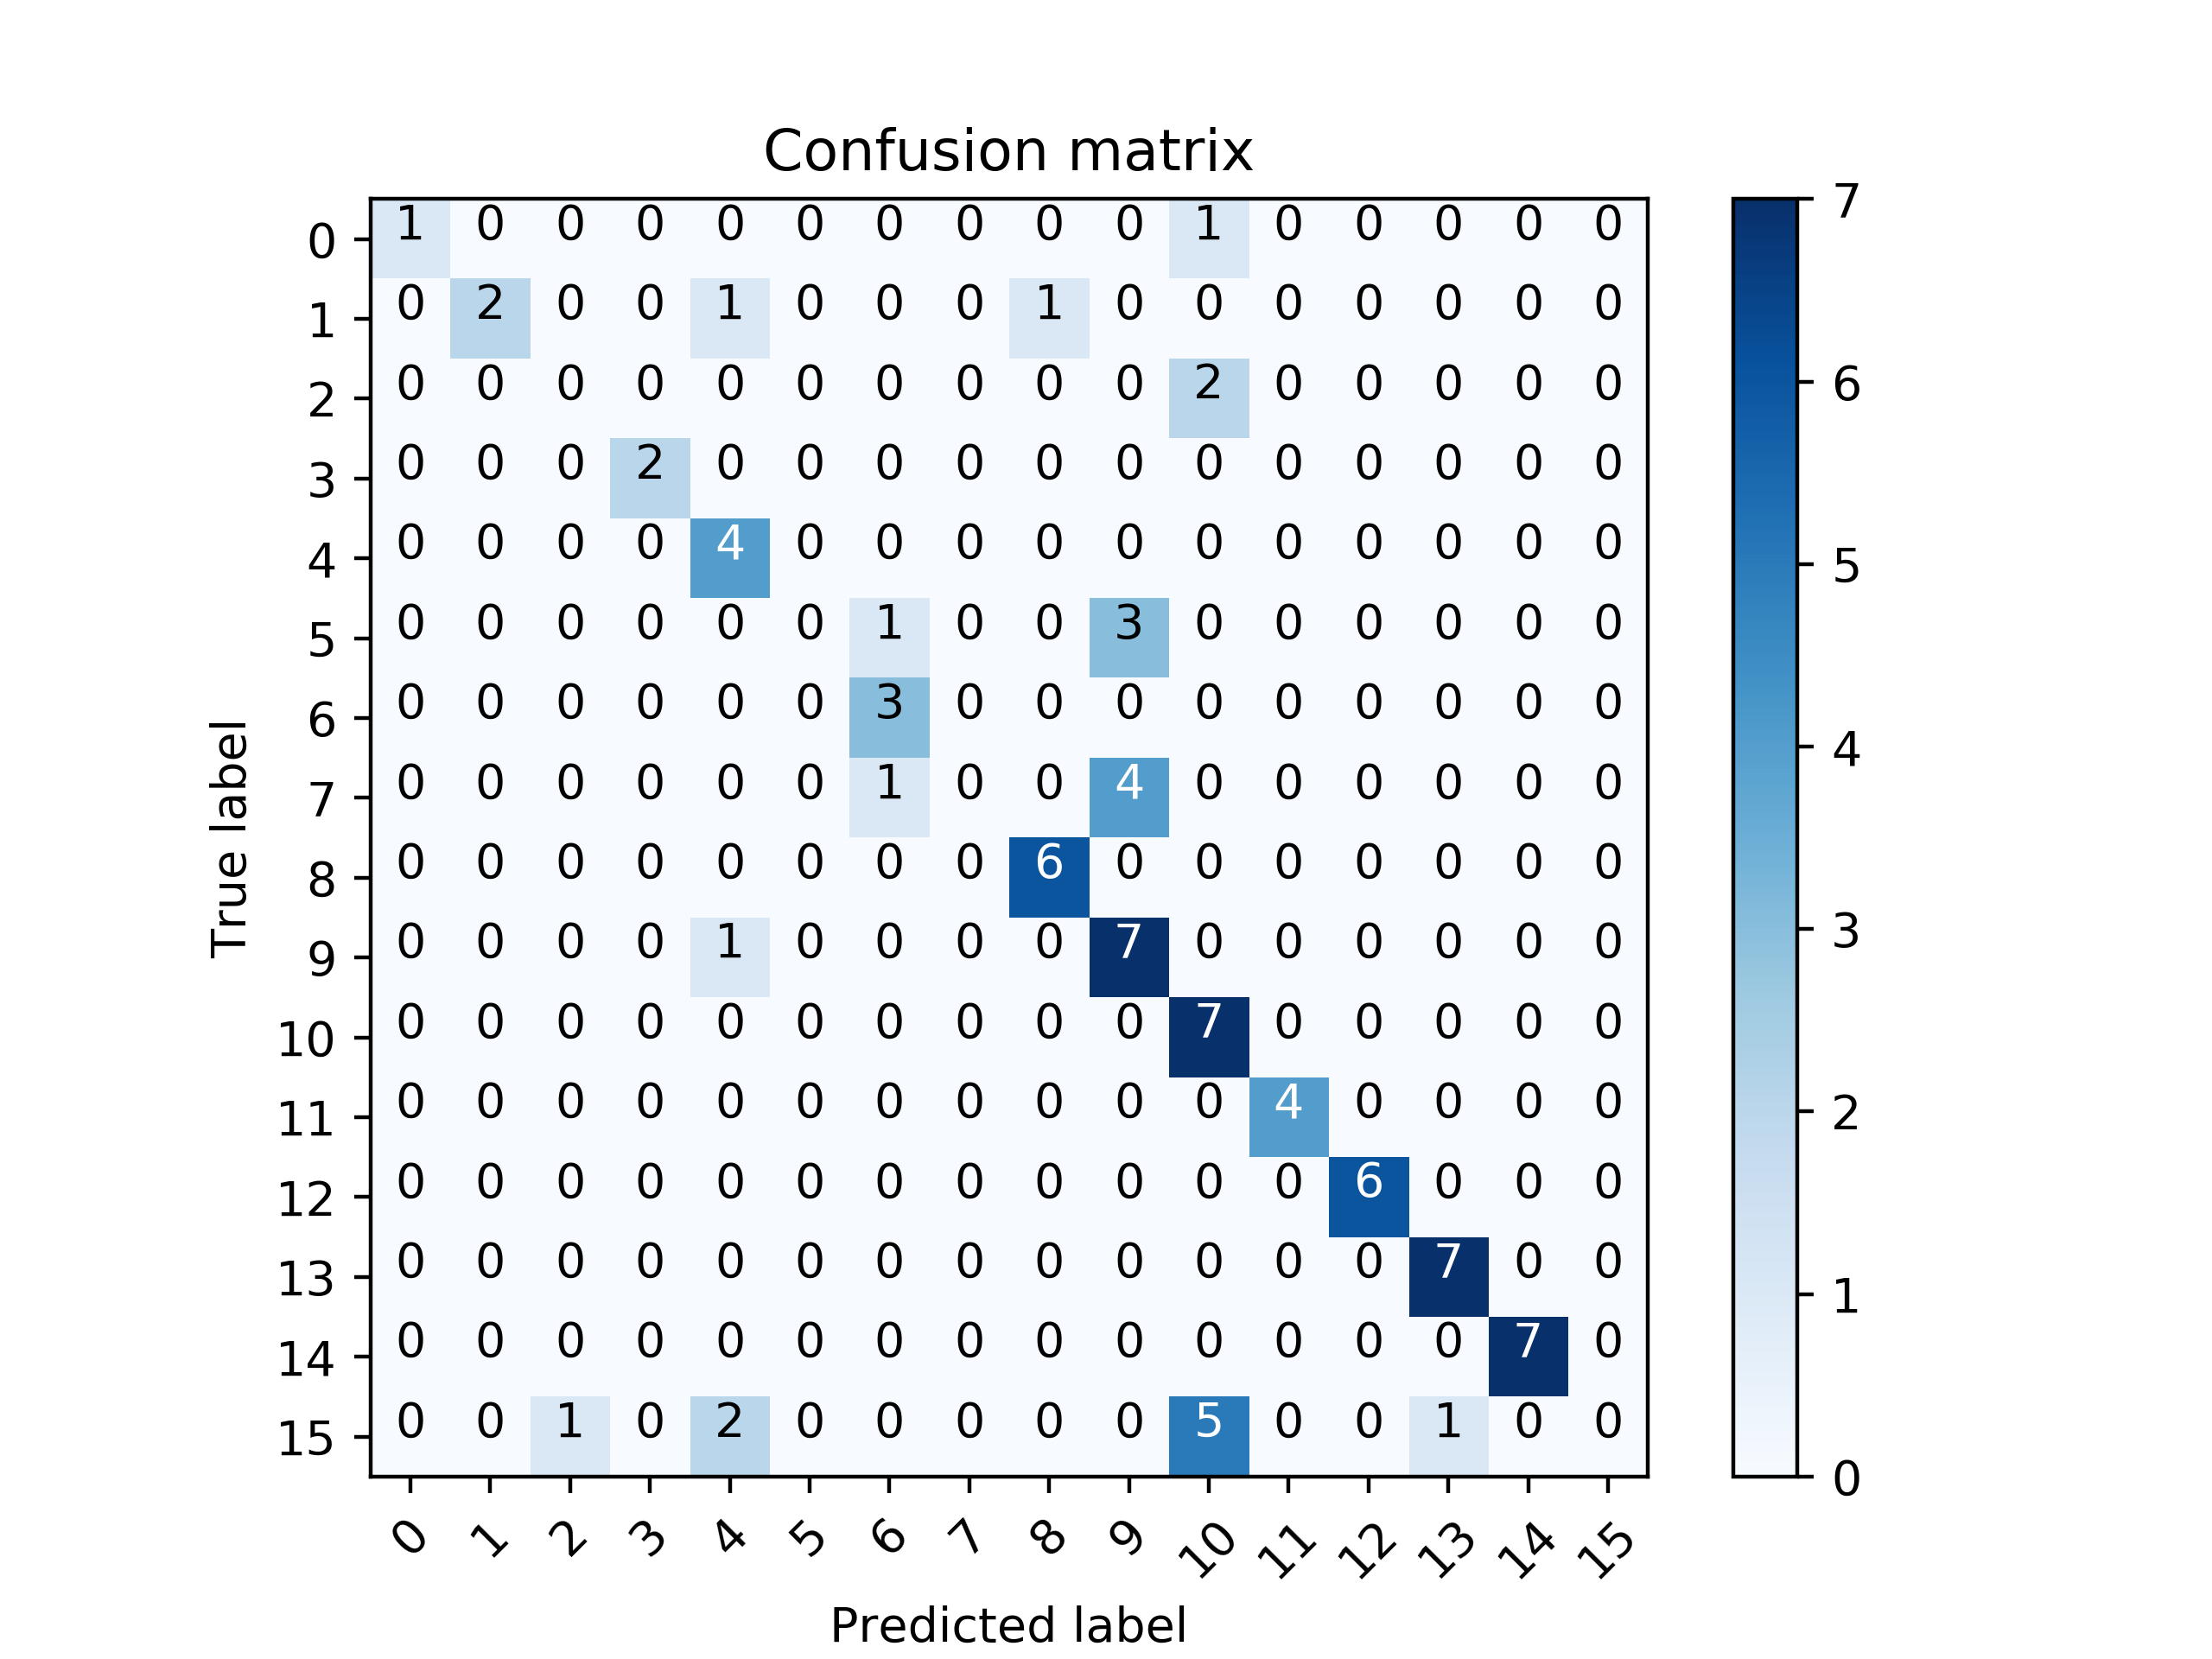 Confusion matrix
0 1 0 0 0 0 0 0 0 0 0 1 0 0 0 0 0
1 0 2 0 0 1 0 0 0 1 0 0 0 0 0 0 0
2 0 0 0 0 0 0 0 0 0 0 2 0 0 0 0 0
3 0 0 0 2 0 0 0 0 0 0 0 0 0 0 0 0
4 0 0 0 0 4 0 0 0 0 0 0 0 0 0 0 0
5 0 0 0 0 0 0 1 0 0 3 0 0 0 0 0 0
6 0 0 0 0 0 0 3 0 0 0 0 0 0 0 0 0
7 0 0 0 0 0 0 1 0 0 4 0 0 0 0 0 0
8 0 0 0 0 0 0 0 0 6 0 0 0 0 0 0 0
9 0 0 0 0 1 0 0 0 0 7 0 0 0 0 0 0
10 0 0 0 0 0 0 0 0 0 0 7 0 0 0 0 0
11 0 0 0 0 0 0 0 0 0 0 0 4 0 0 0 0
12 0 0 0 0 0 0 0 0 0 0 0 0 6 0 0 0
13 0 0 0 0 0 0 0 0 0 0 0 0 0 7 0 0
14 0 0 0 0 0 0 0 0 0 0 0 0 0 0 7 0
15 0 0 1 0 2 0 0 0 0 0 5 0 0 1 0 0
0 1 2 3 4 5 6 7 8 9 10 11 12 13 14 15
Predicted label
True label
7
6
5
4
3
2
1
0